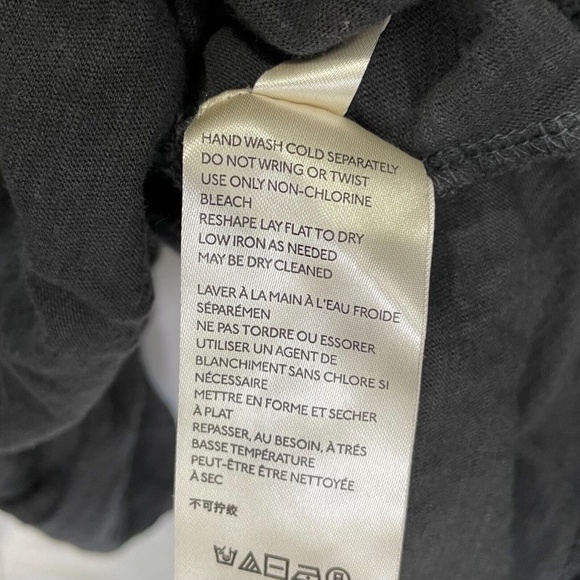 HAND WASH COLD SEPARATELY
DO NOT WRING OR TWIST
USE ONLY NON-CHLORINE
BLEACH
RESHAPE LAY FLAT TO DRY
LOW IRON AS NEEDED
MAY BE DRY CLEANED
LAVER À LA MAIN À L'EAU FROIDE
SÉPARÉMEN
NE PAS TORDRE OU ESSORER
UTILISER UN AGENT DE
BLANCHIMENT SANS CHLORE SI
NÉCESSAIRE
METTRE EN FORME ET SECHER
À PLAT
REPASSER, AU BESOIN, À TRÉS
BASSE TEMPÉRATURE
PEUT-ÊTRE ÊTRE NETTOYÉE
À SEC
不可拧绞